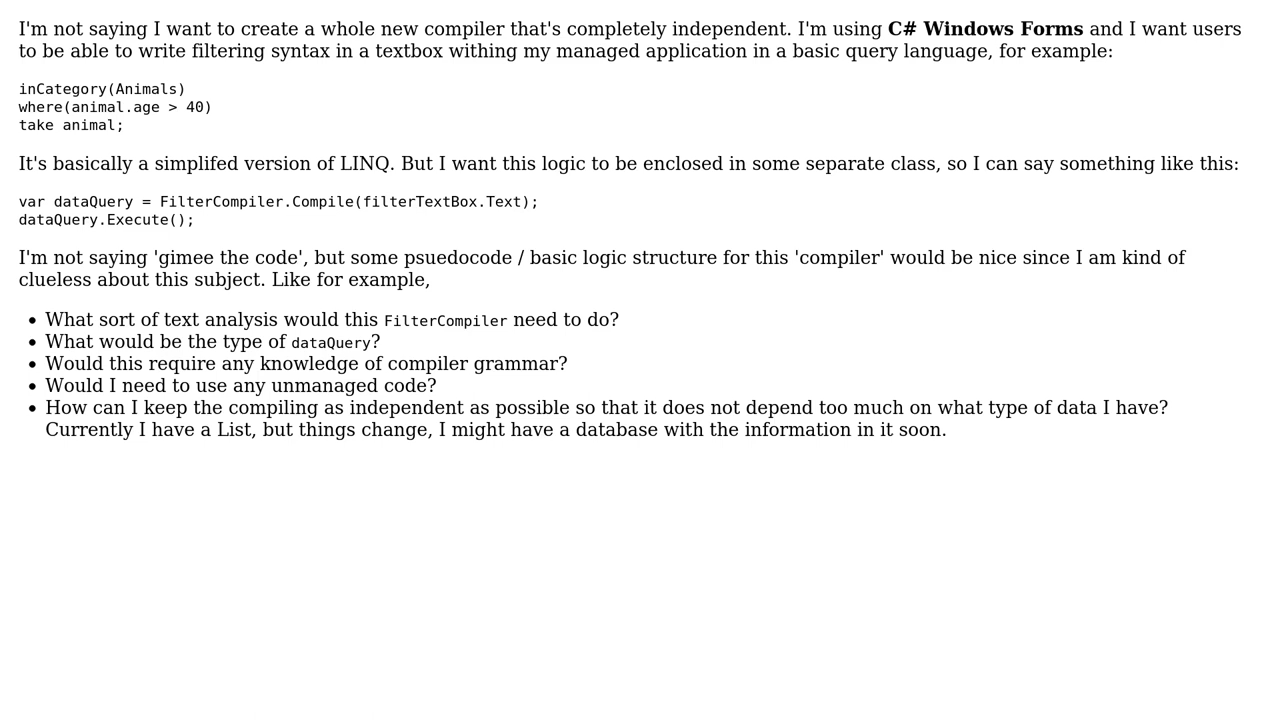 I'm not saying I want to create a whole new compiler that's completely independent. I'm using C# Windows Forms and I want users
to be able to write filtering syntax in a textbox withing my managed application in a basic query language, for example:
inCategory(Animals)
where(animal.age > 40)
take animal;
It's basically a simplifed version of LINQ. But I want this logic to be enclosed in some separate class, so I can say something like this:
var dataQuery = FilterCompiler.Compile(filterTextBox.Text);
dataQuery.Execute();
I'm not saying 'gimee the code', but some psuedocode / basic logic structure for this 'compiler' would be nice since I am kind of
clueless about this subject. Like for example,
• What sort of text analysis would this FilterCompiler need to do?
• What would be the type of dataQuery?
• Would this require any knowledge of compiler grammar?
• Would I need to use any unmanaged code?
• How can I keep the compiling as independent as possible so that it does not depend too much on what type of data I have?
Currently I have a List, but things change, I might have a database with the information in it soon.